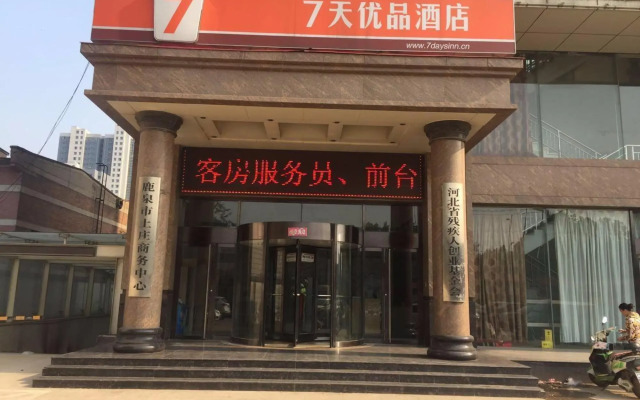 7
7天优品酒店
www.7daysinn.cn
客房服务员、前台
鹿泉市上庄商务中心
河北省残疾人创业基金会